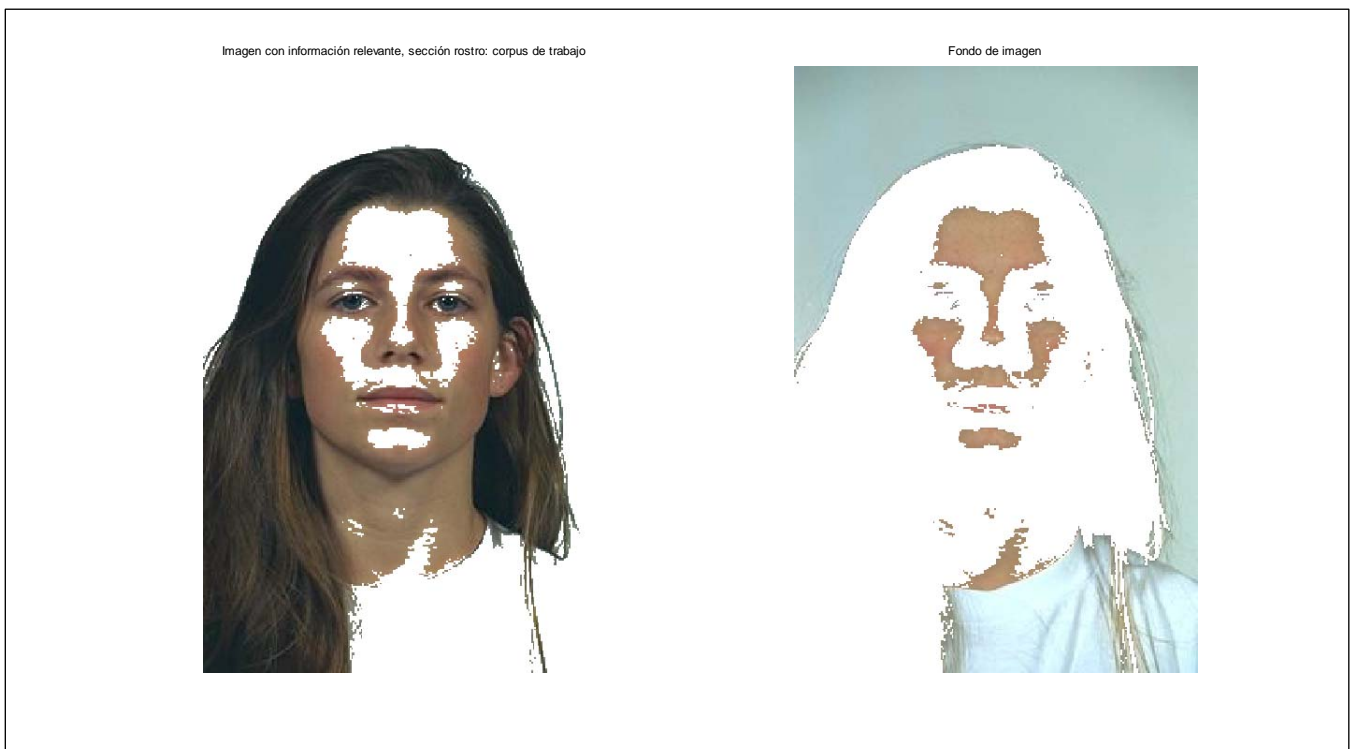 Imagen con información relevante, sección rostro: corpus de trabajo
Fondo de imagen